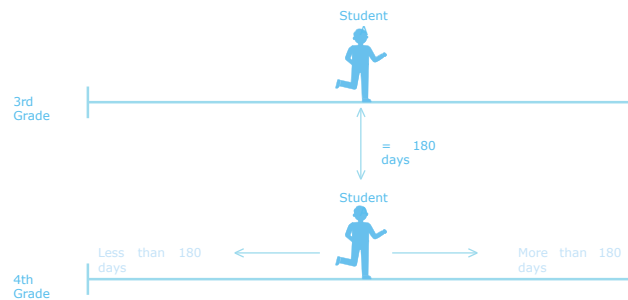 Student
A
3rd
Grade
= 180
days
Student
Less than 180
days
More than 180
days
4th
Grade